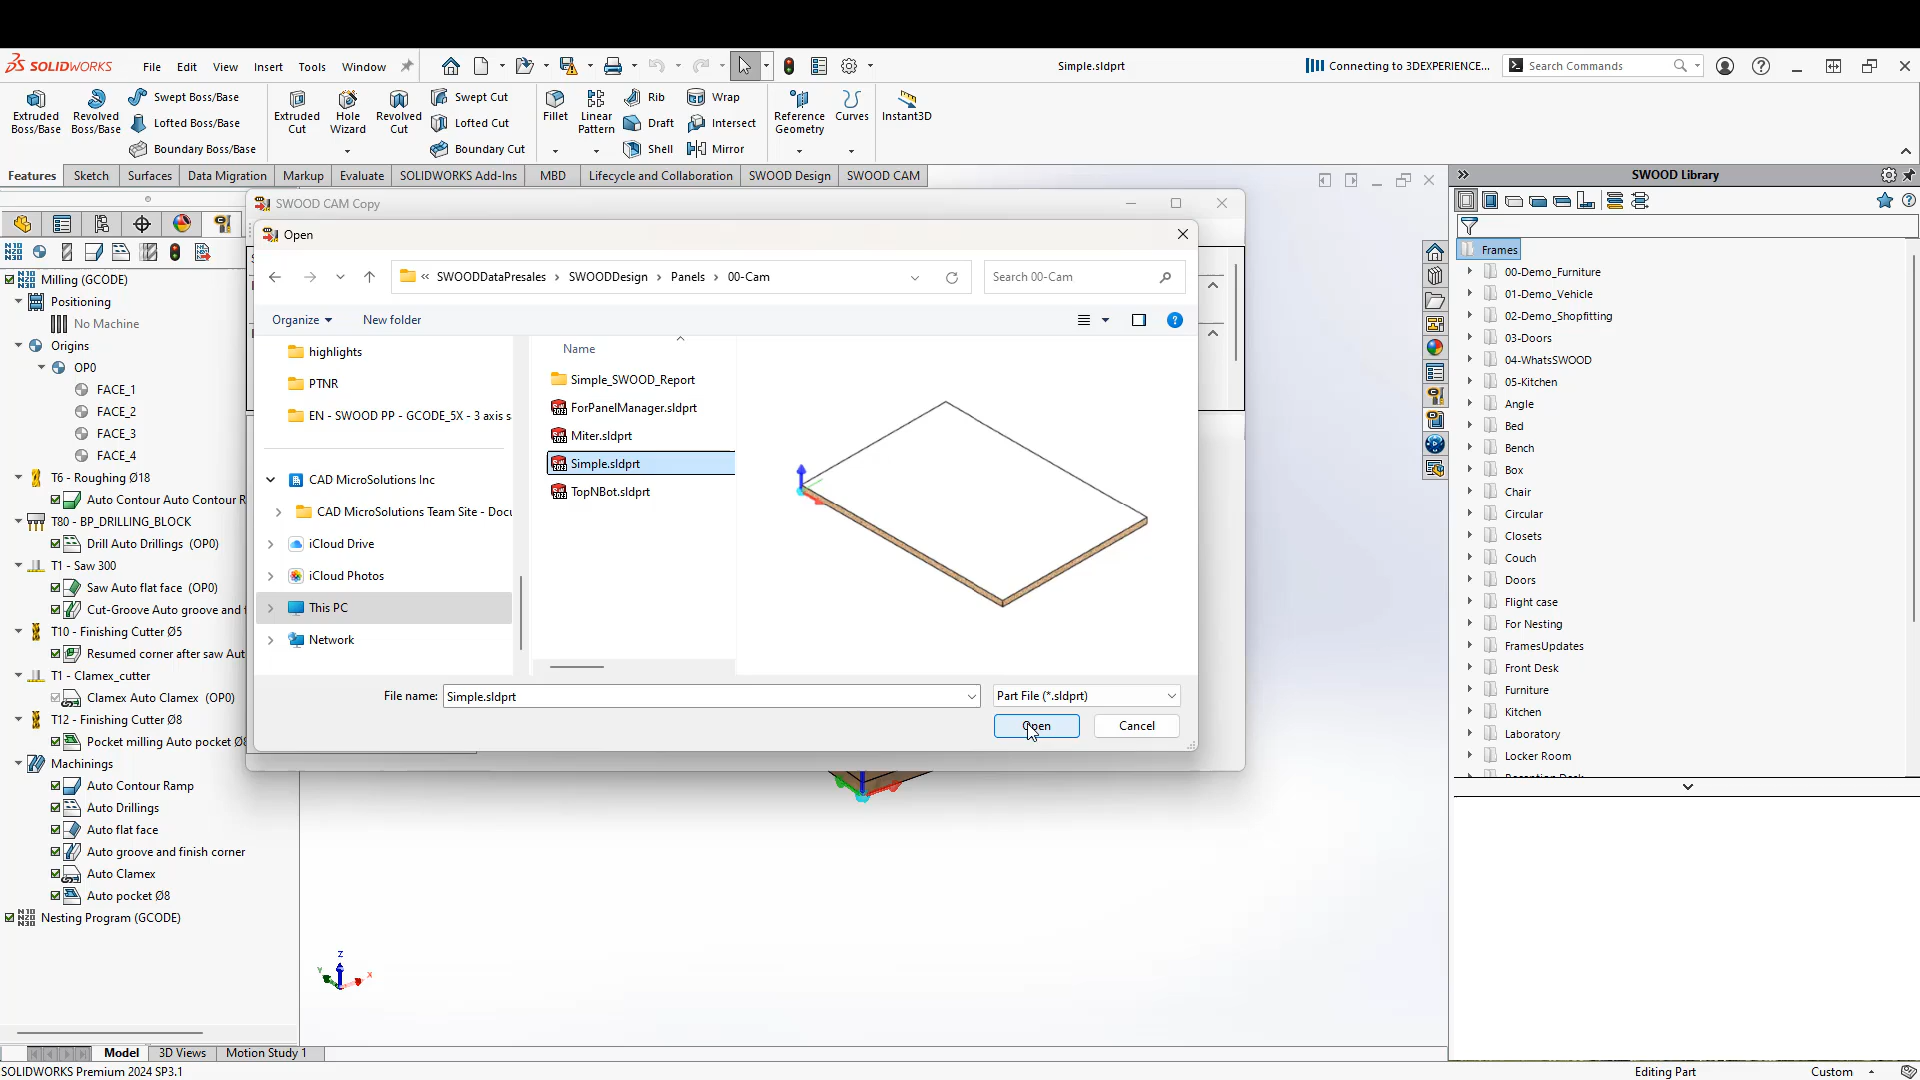 SOLIDWORKS
File Edit View Insert Tools Window
Simple.sldprt
Connecting to 3DEXPERIENCE...
Search Commands
Extruded Boss/Base
Revolved Boss/Base
Swept Boss/Base
Lofted Boss/Base
Boundary Boss/Base
Extruded Cut
Hole Wizard
Revolved Cut
Swept Cut
Lofted Cut
Boundary Cut
Fillet
Linear Pattern
Rib
Draft
Shell
Wrap
Intersect
Mirror
Reference Geometry
Curves
Instant3D
Features Sketch Surfaces Data Migration Markup Evaluate SOLIDWORKS Add-Ins MBD Lifecycle and Collaboration SWOOD Design SWOOD CAM
Milling (GCODE)
Positioning
No Machine
Origins
OP0
FACE_1
FACE_2
FACE_3
FACE_4
T6 - Roughing Ø18
Auto Contour Auto Contour R
T80 - BP_DRILLING_BLOCK
Drill Auto Drillings (OP0)
T1 - Saw 300
Saw Auto flat face (OP0)
Cut-Groove Auto groove and f
T10 - Finishing Cutter Ø5
Resumed corner after saw Aut
T1 - Clamex_cutter
Clamex Auto Clamex (OP0)
T12 - Finishing Cutter Ø8
Pocket milling Auto pocket Ø8
Machinings
Auto Contour Ramp
Auto Drillings
Auto flat face
Auto groove and finish corner
Auto Clamex
Auto pocket Ø8
Nesting Program (GCODE)
SWOOD CAM Copy
Open
« SWOODDataPresales > SWOODDesign > Panels > 00-Cam
Search 00-Cam
Organize
New folder
highlights
PTNR
EN - SWOOD PP - GCODE_5X - 3 axis s
CAD MicroSolutions Inc
CAD MicroSolutions Team Site - Docu
iCloud Drive
iCloud Photos
This PC
Network
Name
Simple_SWOOD_Report
ForPanelManager.sldprt
Miter.sldprt
Simple.sldprt
TopNBot.sldprt
File name: Simple.sldprt
Part File (*.sldprt)
Open
Cancel
SWOOD Library
Frames
00-Demo_Furniture
01-Demo_Vehicle
02-Demo_Shopfitting
03-Doors
04-WhatsSWOOD
05-Kitchen
Angle
Bed
Bench
Box
Chair
Circular
Closets
Couch
Doors
Flight case
For Nesting
FramesUpdates
Front Desk
Furniture
Kitchen
Laboratory
Locker Room
Z
Y
X
Model 3D Views Motion Study 1
SOLIDWORKS Premium 2024 SP3.1
Editing Part
Custom